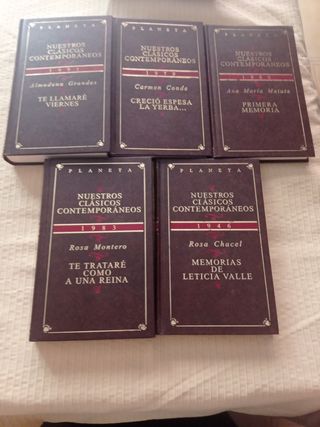 PLANETA
NUESTROS
CLÁSICOS
CONTEMPORÁNEOS
Almudena Grandes
TE LLAMARÉ
VIERNES
PLANETA
NUESTROS
CLÁSICOS
CONTEMPORÁNEOS
Carmen Conde
CRECIÓ ESPESA
LA YERBA...
PLANETA
NUESTROS
CLÁSICOS
CONTEMPORÁNEOS
Ana María Matute
PRIMERA
MEMORIA
PLANETA
NUESTROS
CLÁSICOS
CONTEMPORÁNEOS
1983
Rosa Montero
TE TRATARÉ
COMO
A UNA REINA
PLANETA
NUESTROS
CLÁSICOS
CONTEMPORÁNEOS
1946
Rosa Chacel
MEMORIAS
DE
LETICIA VALLE